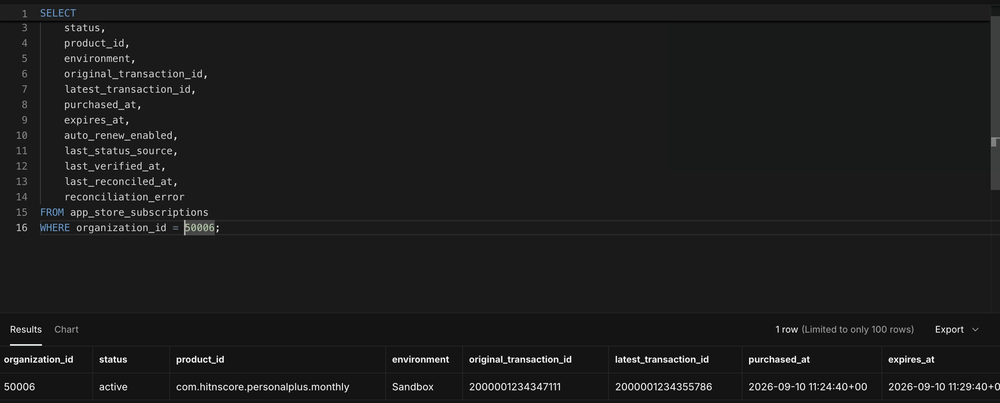 1 SELECT
3 status,
4 product_id,
5 environment,
6 original_transaction_id,
7 latest_transaction_id,
8 purchased_at,
9 expires_at,
10 auto_renew_enabled,
11 last_status_source,
12 last_verified_at,
13 last_reconciled_at,
14 reconciliation_error
15 FROM app_store_subscriptions
16 WHERE organization_id = 50006;
Results Chart 1 row (Limited to only 100 rows) Export
organization_id status product_id environment original_transaction_id latest_transaction_id purchased_at expires_at
50006 active com.hitnscore.personalplus.monthly Sandbox 2000001234347111 2000001234355786 2026-09-10 11:24:40+00 2026-09-10 11:29:40+0